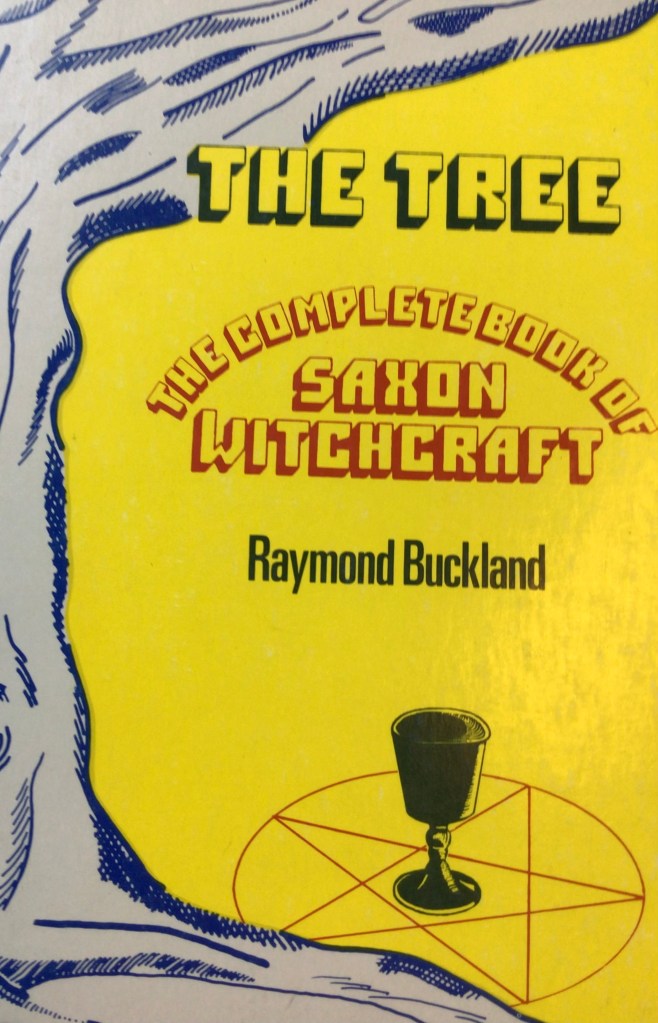 THE TREE
THE COMPLETE BOOK OF
SAXON
WITCHCRAFT
Raymond Buckland